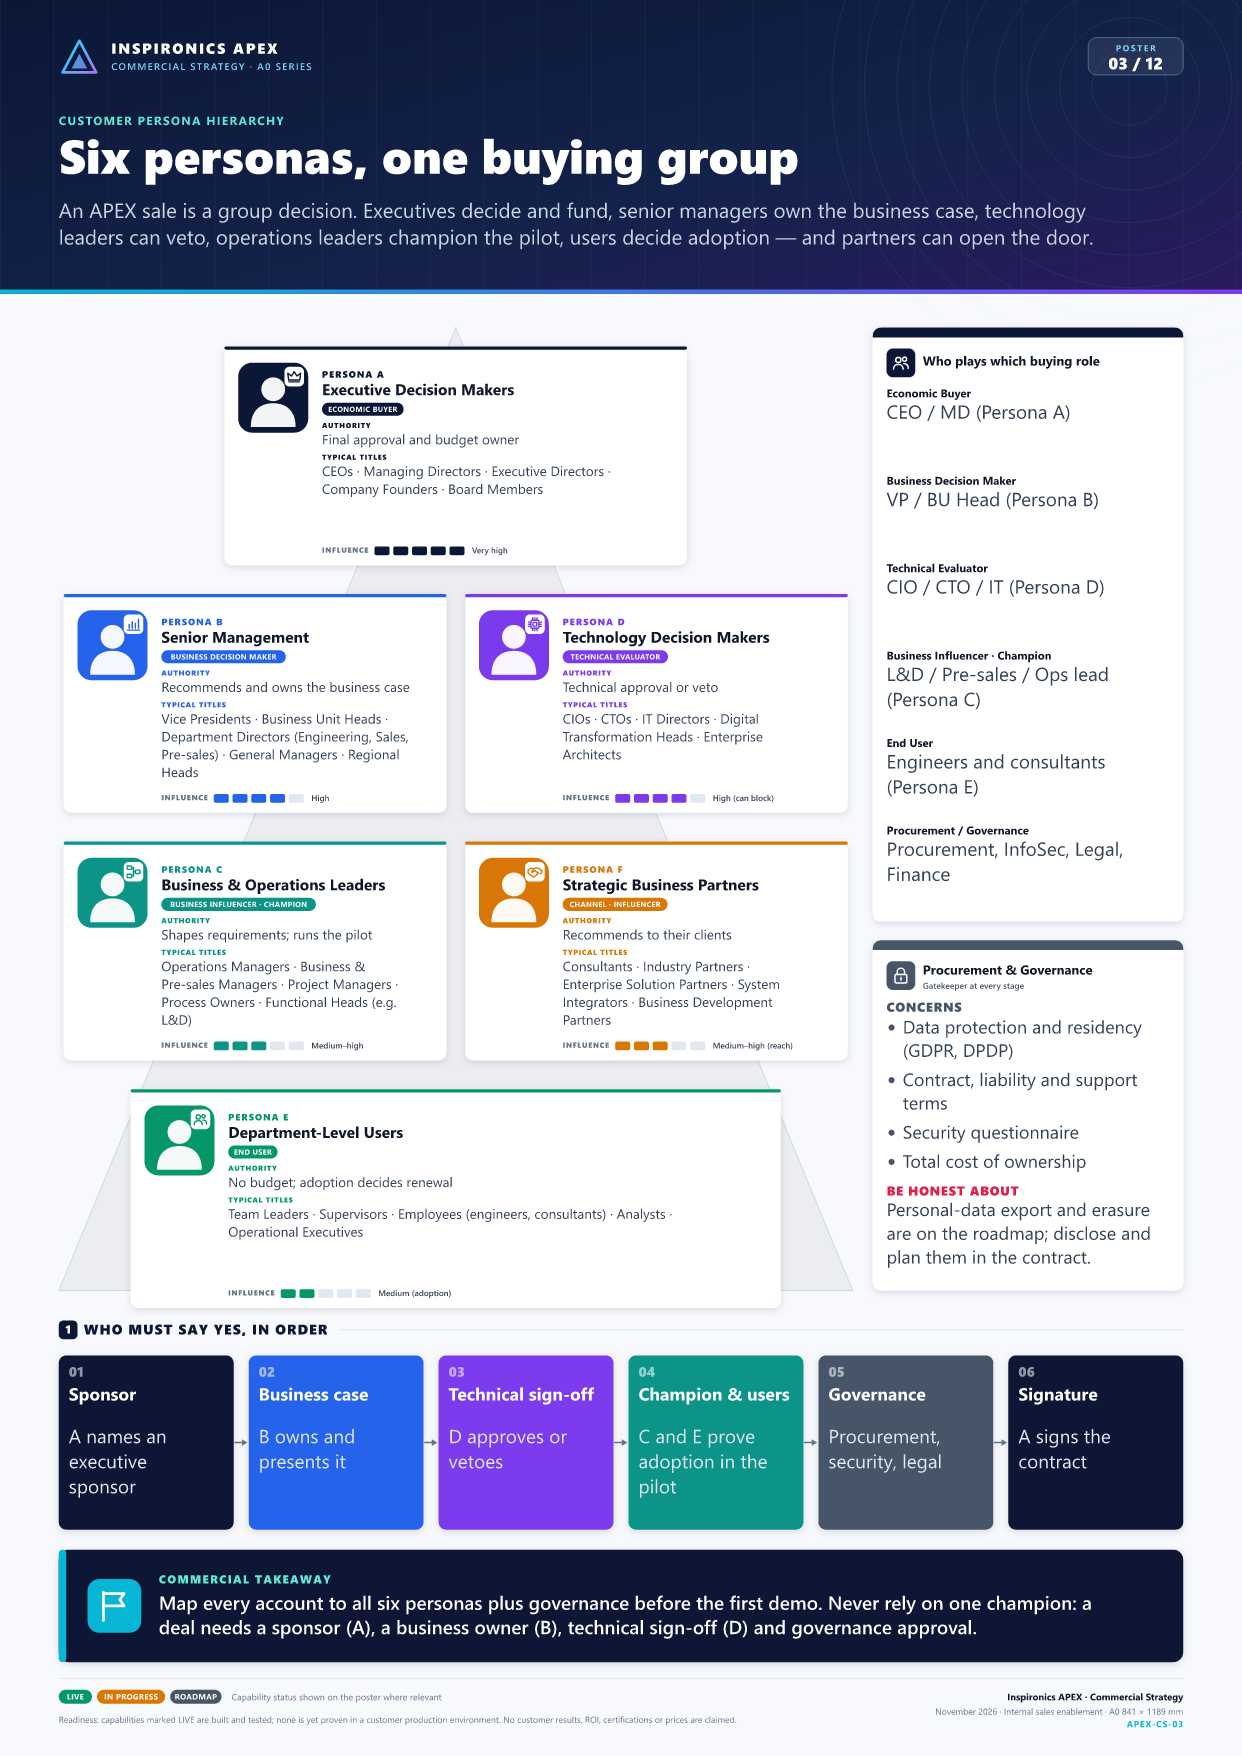 INSPIRONICS APEX
COMMERCIAL STRATEGY · A0 SERIES
POSTER
03 / 12
CUSTOMER PERSONA HIERARCHY
Six personas, one buying group
An APEX sale is a group decision. Executives decide and fund, senior managers own the business case, technology
leaders can veto, operations leaders champion the pilot, users decide adoption — and partners can open the door.
PERSONA A
Executive Decision Makers
ECONOMIC BUYER
AUTHORITY
Final approval and budget owner
TYPICAL TITLES
CEOs · Managing Directors · Executive Directors ·
Company Founders · Board Members
INFLUENCE
Very high
PERSONA B
Senior Management
BUSINESS DECISION MAKER
AUTHORITY
Recommends and owns the business case
TYPICAL TITLES
Vice Presidents · Business Unit Heads ·
Department Directors (Engineering, Sales,
Pre-sales) · General Managers · Regional
Heads
INFLUENCE
High
PERSONA D
Technology Decision Makers
TECHNICAL EVALUATOR
AUTHORITY
Technical approval or veto
TYPICAL TITLES
CIOs · CTOs · IT Directors · Digital
Transformation Heads · Enterprise
Architects
INFLUENCE
High (can block)
PERSONA C
Business & Operations Leaders
BUSINESS INFLUENCER · CHAMPION
AUTHORITY
Shapes requirements; runs the pilot
TYPICAL TITLES
Operations Managers · Business &
Pre-sales Managers · Project Managers ·
Process Owners · Functional Heads (e.g.
L&D)
INFLUENCE
Medium–high
PERSONA F
Strategic Business Partners
CHANNEL · INFLUENCER
AUTHORITY
Recommends to their clients
TYPICAL TITLES
Consultants · Industry Partners ·
Enterprise Solution Partners · System
Integrators · Business Development
Partners
INFLUENCE
Medium–high (reach)
PERSONA E
Department-Level Users
END USER
AUTHORITY
No budget; adoption decides renewal
TYPICAL TITLES
Team Leaders · Supervisors · Employees (engineers, consultants) · Analysts ·
Operational Executives
INFLUENCE
Medium (adoption)
Who plays which buying role
Economic Buyer
CEO / MD (Persona A)
Business Decision Maker
VP / BU Head (Persona B)
Technical Evaluator
CIO / CTO / IT (Persona D)
Business Influencer · Champion
L&D / Pre-sales / Ops lead
(Persona C)
End User
Engineers and consultants
(Persona E)
Procurement / Governance
Procurement, InfoSec, Legal,
Finance
Procurement & Governance
Gatekeeper at every stage
CONCERNS
• Data protection and residency
(GDPR, DPDP)
• Contract, liability and support
terms
• Security questionnaire
• Total cost of ownership
BE HONEST ABOUT
Personal-data export and erasure
are on the roadmap; disclose and
plan them in the contract.
1 WHO MUST SAY YES, IN ORDER
01
Sponsor
A names an
executive
sponsor
02
Business case
B owns and
presents it
03
Technical sign-off
D approves or
vetoes
04
Champion & users
C and E prove
adoption in the
pilot
05
Governance
Procurement,
security, legal
06
Signature
A signs the
contract
COMMERCIAL TAKEAWAY
Map every account to all six personas plus governance before the first demo. Never rely on one champion: a
deal needs a sponsor (A), a business owner (B), technical sign-off (D) and governance approval.
LIVE IN PROGRESS ROADMAP Capability status shown on the poster where relevant
Readiness: capabilities marked LIVE are built and tested; none is yet proven in a customer production environment. No customer results, ROI, certifications or prices are claimed.
Inspironics APEX · Commercial Strategy
November 2026 · Internal sales enablement · A0 841 × 1189 mm
APEX-CS-03